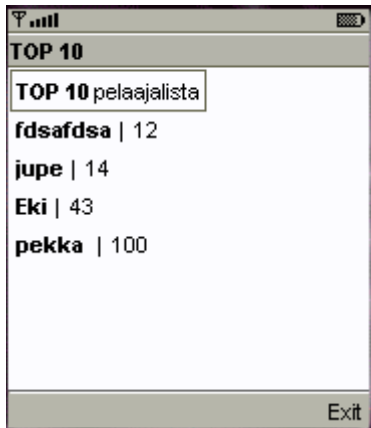 TOP 10
TOP 10 pelaajalista
fdsafdsa | 12
jupe | 14
Eki | 43
pekka | 100
Exit